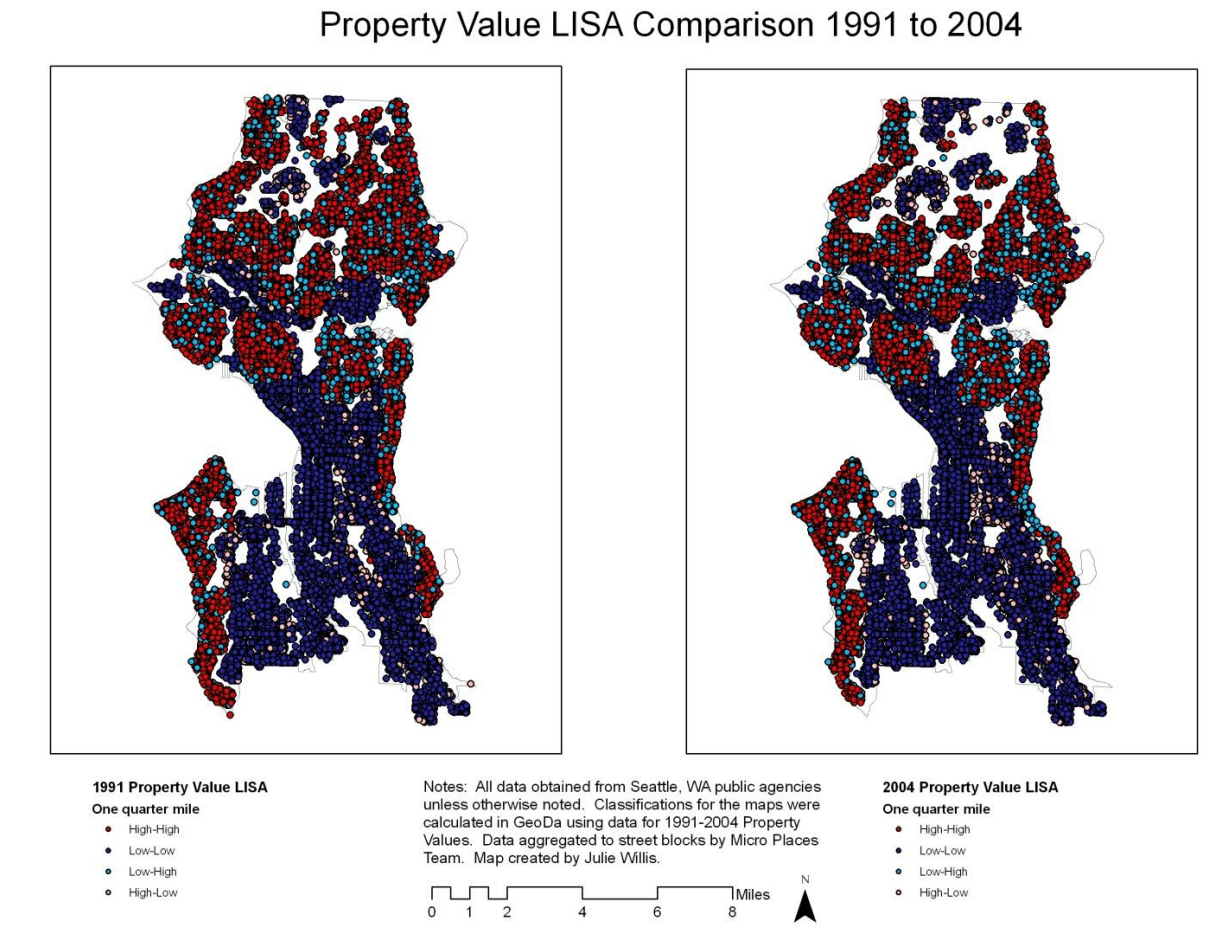 Property Value LISA Comparison 1991 to 2004
1991 Property Value LISA
One quarter mile
High-High
Low-Low
Low-High
High-Low
Notes: All data obtained from Seattle, WA public agencies
unless otherwise noted. Classifications for the maps were
calculated in GeoDa using data for 1991-2004 Property
Values. Data aggregated to street blocks by Micro Places
Team. Map created by Julie Willis.
Miles
0 1 2 4 6 8
N
2004 Property Value LISA
One quarter mile
High-High
Low-Low
Low-High
High-Low